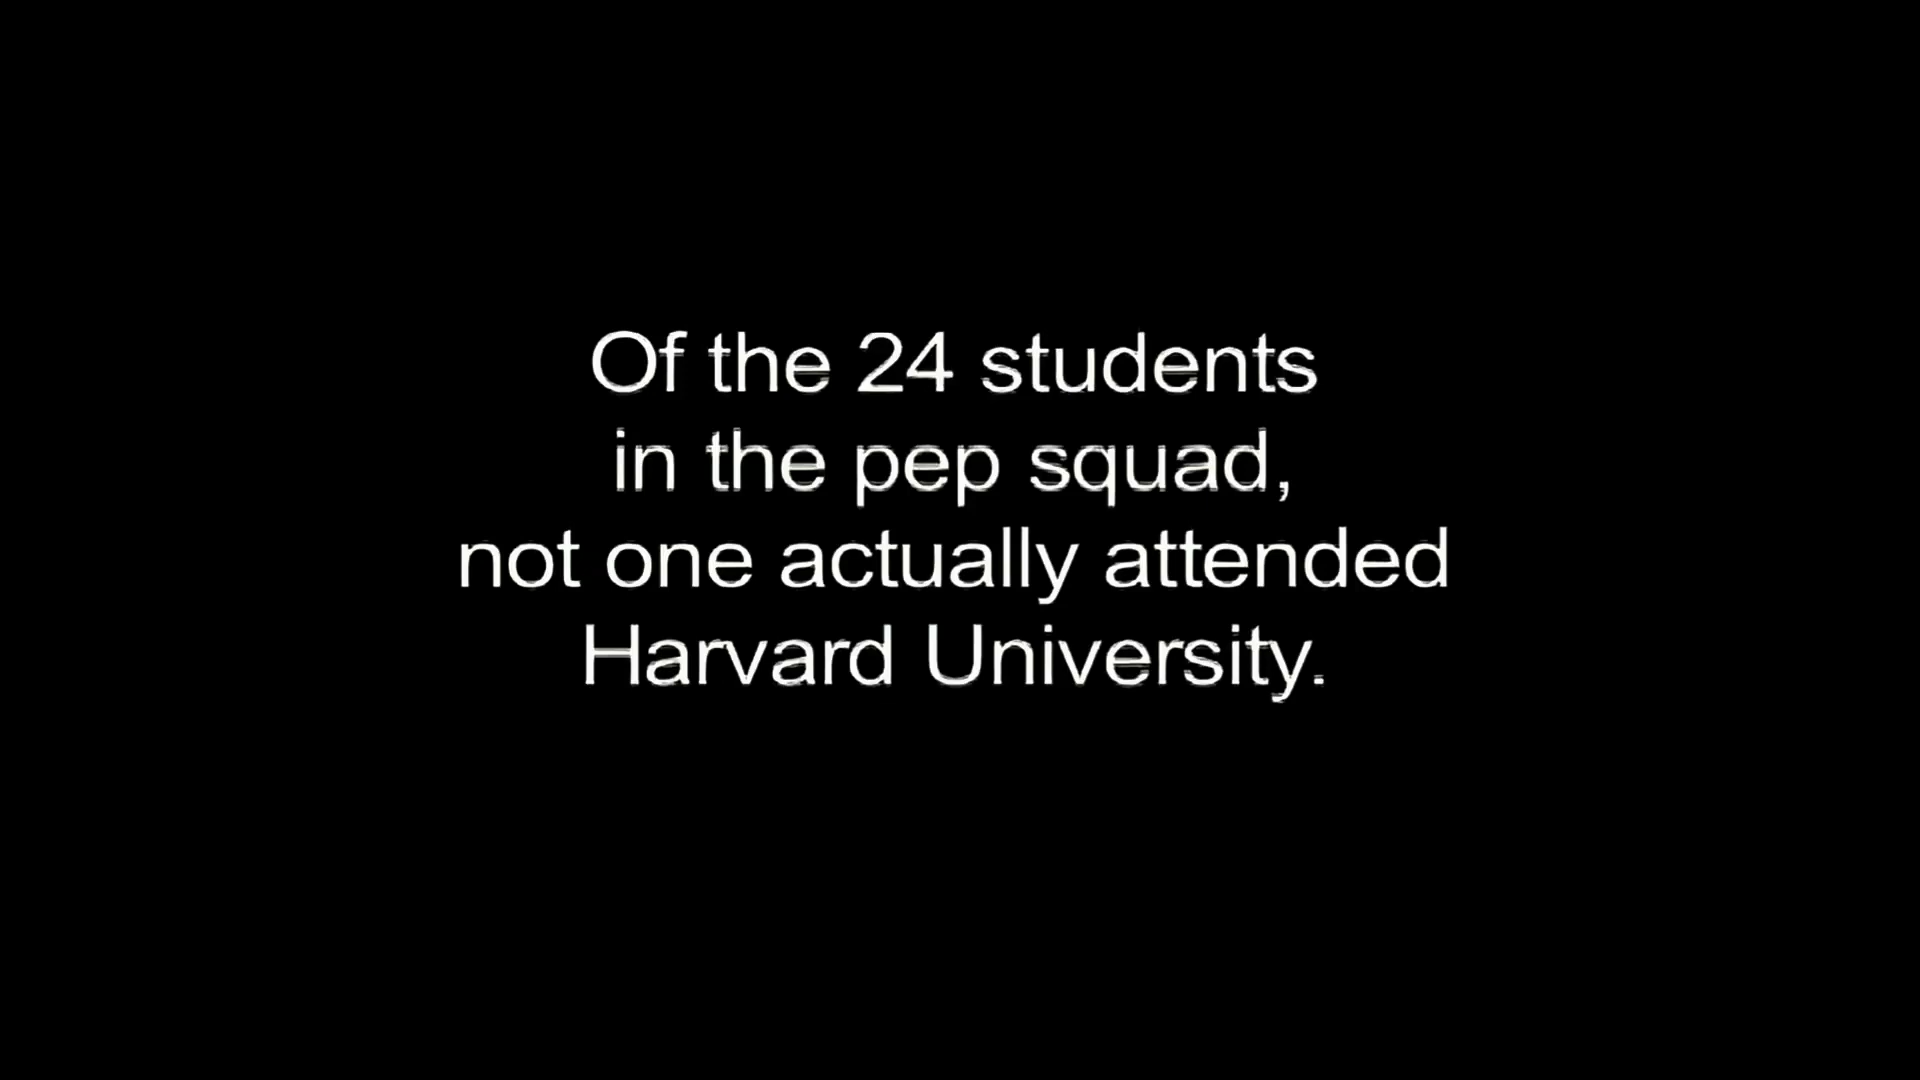 Of the 24 students
in the pep squad,
not one actually attended
Harvard University.